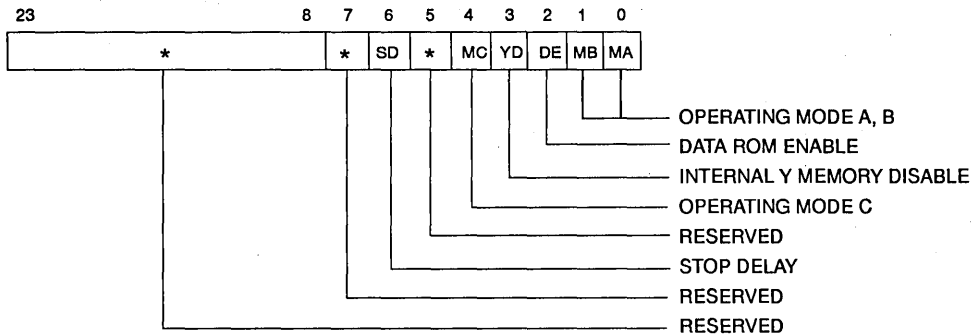 23 8 7 6 5 4 3 2 1 0
* * SD * MC YD DE MB MA
OPERATING MODE A, B
DATA ROM ENABLE
INTERNAL Y MEMORY DISABLE
OPERATING MODE C
RESERVED
STOP DELAY
RESERVED
RESERVED